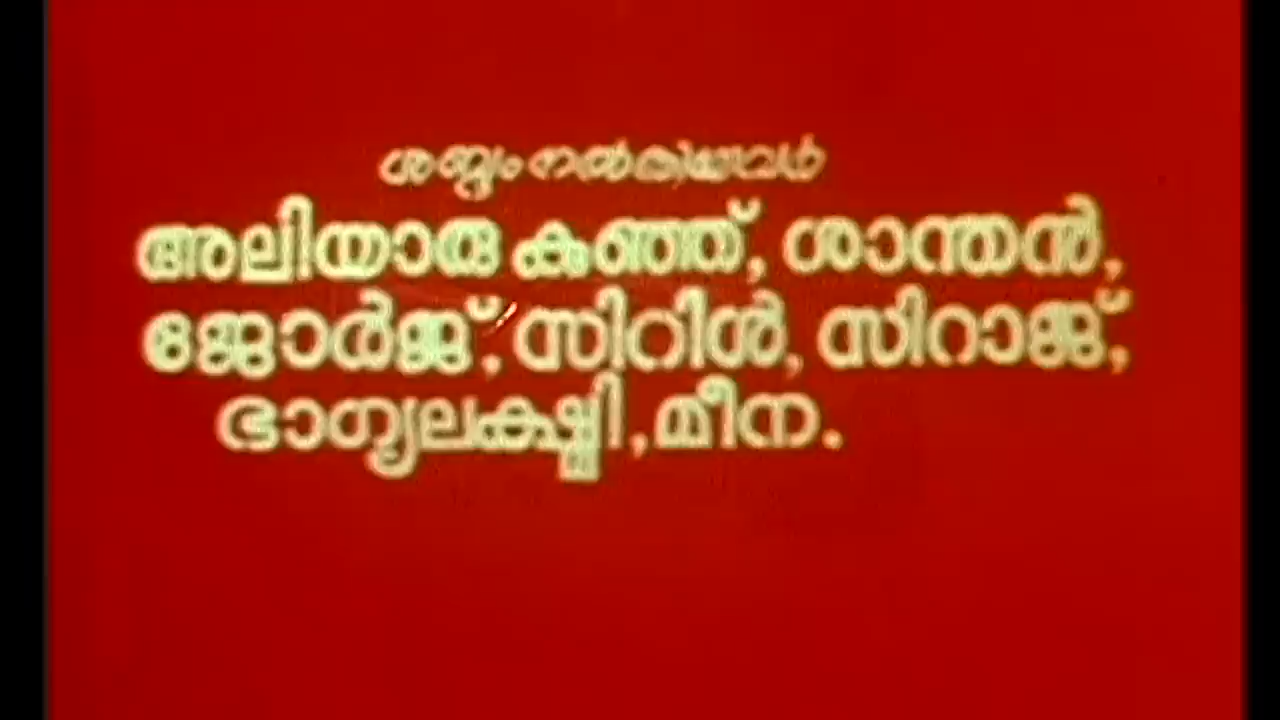 ശബ്ദം നൽകിയവർ
അലിയാരു കുഞ്ഞ്, ശാന്തൻ,
ജോർജ്, സിറിൾ, സിറാജ്,
ഭാഗ്യലക്ഷ്മി, മീന.